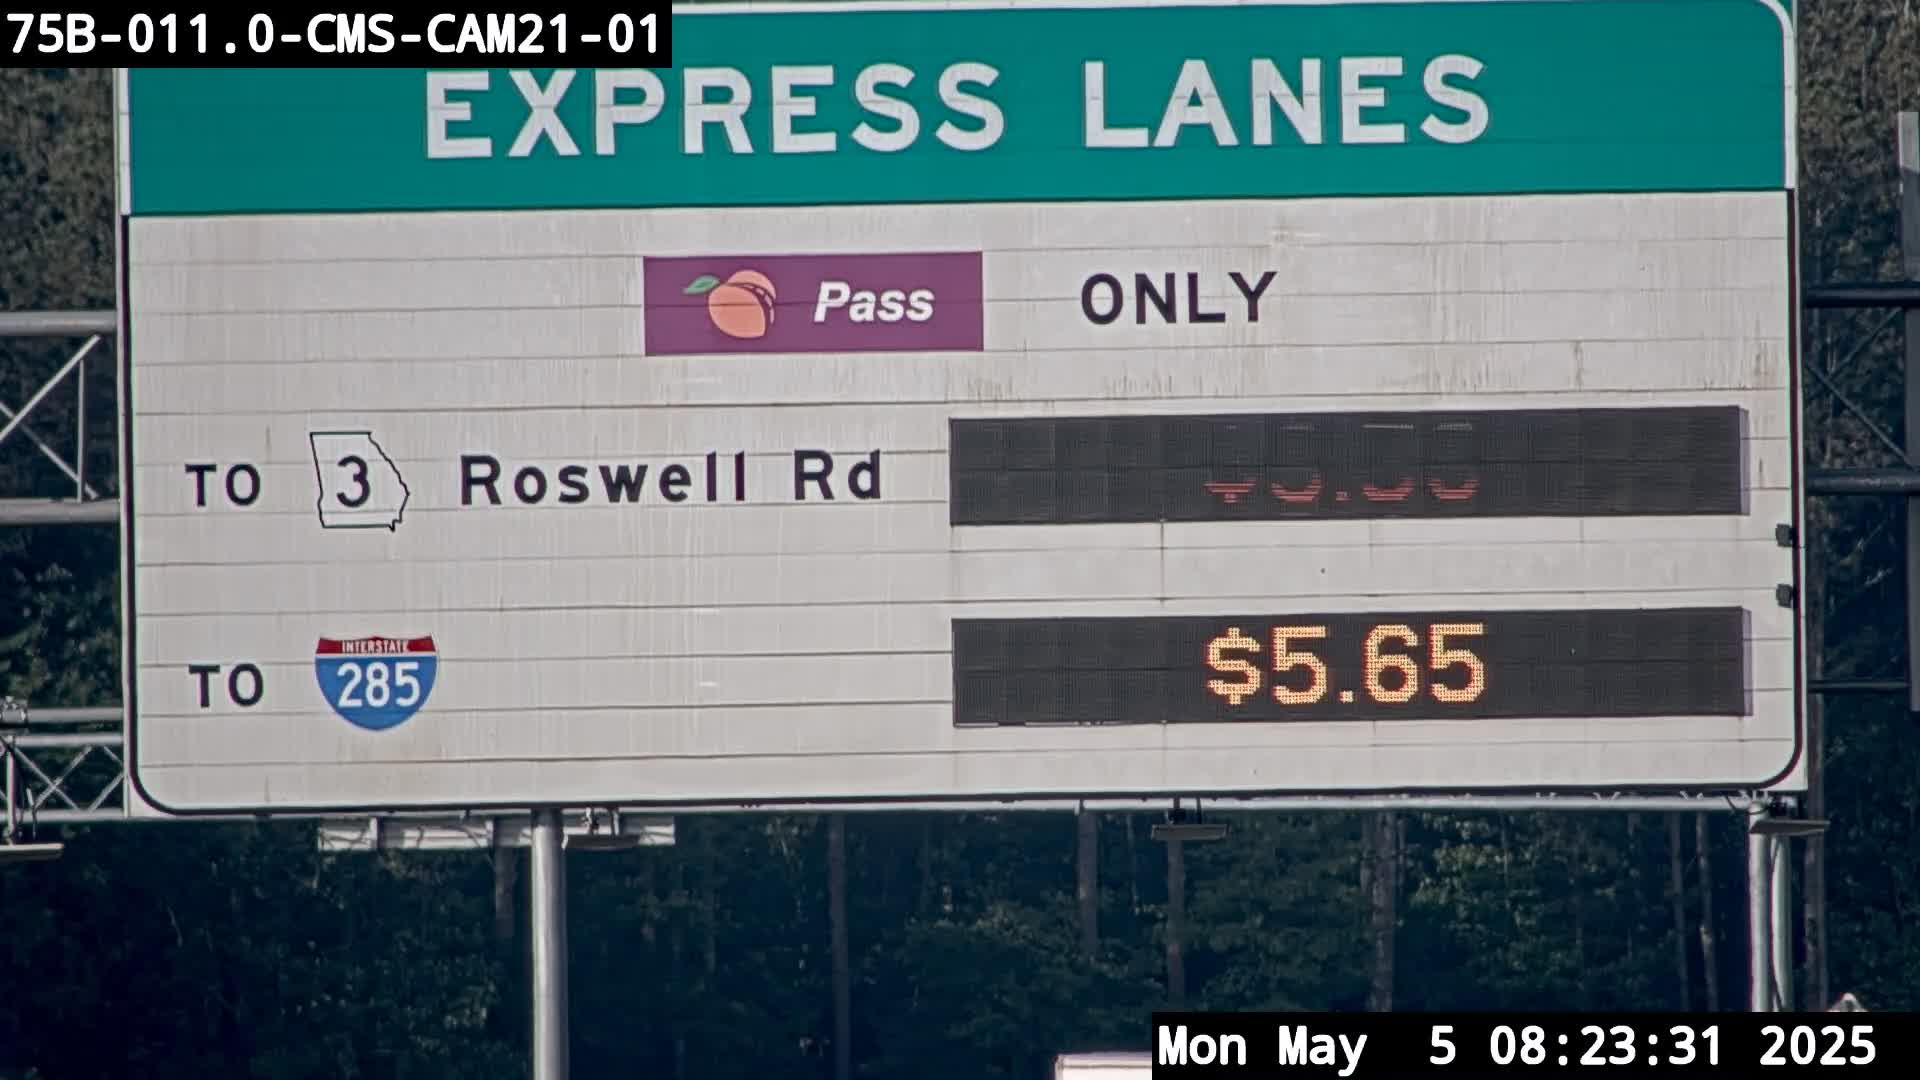 75B-011.0-CMS-CAM21-01
EXPRESS LANES
Pass ONLY
TO 3 Roswell Rd
TO INTERSTATE 285 $5.65
Mon May 5 08:23:31 2025